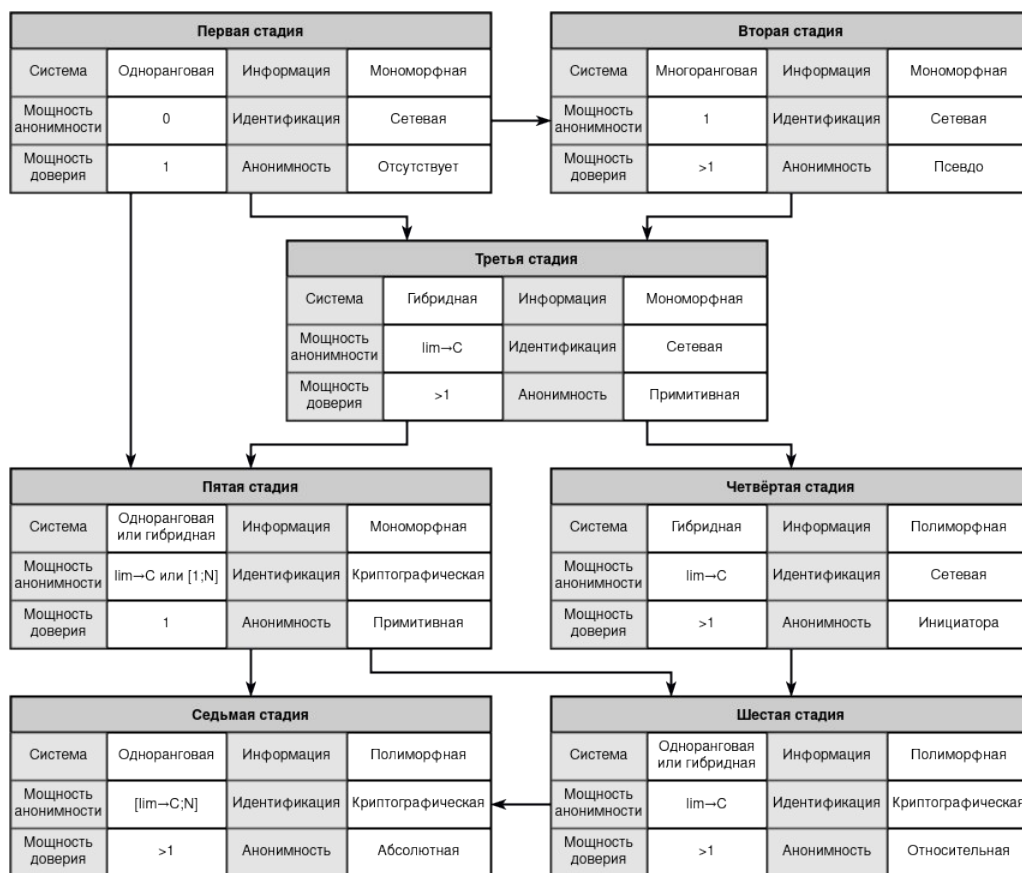 Первая стадия
Система Одноранговая Информация Мономорфная
Мощность анонимности 0 Идентификация Сетевая
Мощность доверия 1 Анонимность Отсутствует
Вторая стадия
Система Многоранговая Информация Мономорфная
Мощность анонимности 1 Идентификация Сетевая
Мощность доверия >1 Анонимность Псевдо
Третья стадия
Система Гибридная Информация Мономорфная
Мощность анонимности lim→C Идентификация Сетевая
Мощность доверия >1 Анонимность Примитивная
Пятая стадия
Система Одноранговая или гибридная Информация Мономорфная
Мощность анонимности lim→C или [1;N] Идентификация Криптографическая
Мощность доверия 1 Анонимность Примитивная
Четвёртая стадия
Система Гибридная Информация Полиморфная
Мощность анонимности lim→C Идентификация Сетевая
Мощность доверия >1 Анонимность Инициатора
Седьмая стадия
Система Одноранговая Информация Полиморфная
Мощность анонимности [lim→C;N] Идентификация Криптографическая
Мощность доверия >1 Анонимность Абсолютная
Шестая стадия
Система Одноранговая или гибридная Информация Полиморфная
Мощность анонимности lim→C Идентификация Криптографическая
Мощность доверия >1 Анонимность Относительная